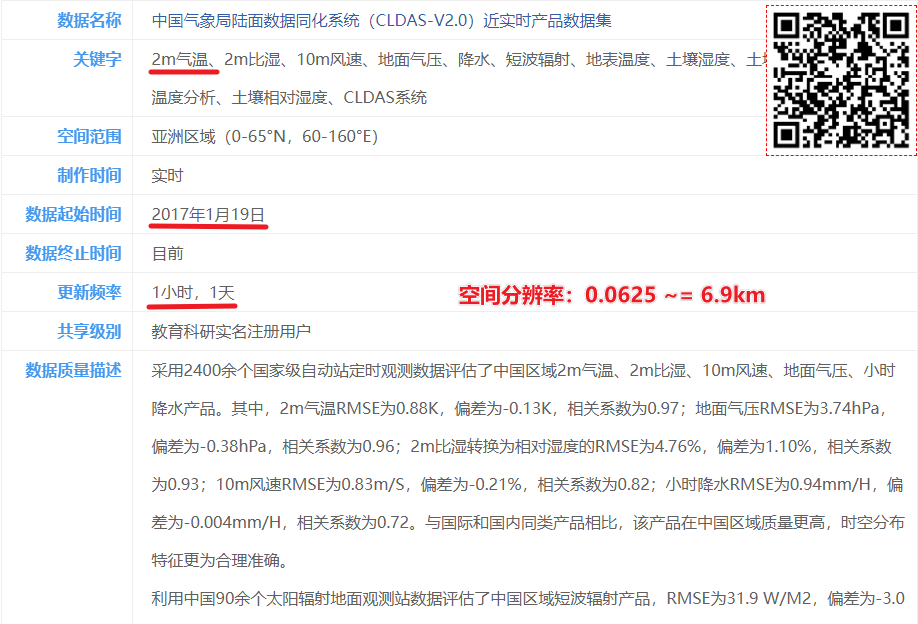 数据名称 中国气象局陆面数据同化系统（CLDAS-V2.0）近实时产品数据集
关键字 2m气温、2m比湿、10m风速、地面气压、降水、短波辐射、地表温度、土壤湿度、
温度分析、土壤相对湿度、CLDAS系统
空间范围 亚洲区域（0-65°N，60-160°E）
制作时间 实时
数据起始时间 2017年1月19日
数据终止时间 目前
更新频率 1小时，1天 空间分辨率：0.0625 ~= 6.9km
共享级别 教育科研实名注册用户
数据质量描述 采用2400余个国家级自动站定时观测数据评估了中国区域2m气温、2m比湿、10m风速、地面气压、小时
降水产品。其中，2m气温RMSE为0.88K，偏差为-0.13K，相关系数为0.97；地面气压RMSE为3.74hPa，
偏差为-0.38hPa，相关系数为0.96；2m比湿转换为相对湿度的RMSE为4.76%，偏差为1.10%，相关系数
为0.93；10m风速RMSE为0.83m/S，偏差为-0.21%，相关系数为0.82；小时降水RMSE为0.94mm/H，偏
差为-0.004mm/H，相关系数为0.72。与国际和国内同类产品相比，该产品在中国区域质量更高，时空分布
特征更为合理准确。
利用中国90余个太阳辐射地面观测站数据评估了中国区域短波辐射产品，RMSE为31.9 W/M2，偏差为-3.0